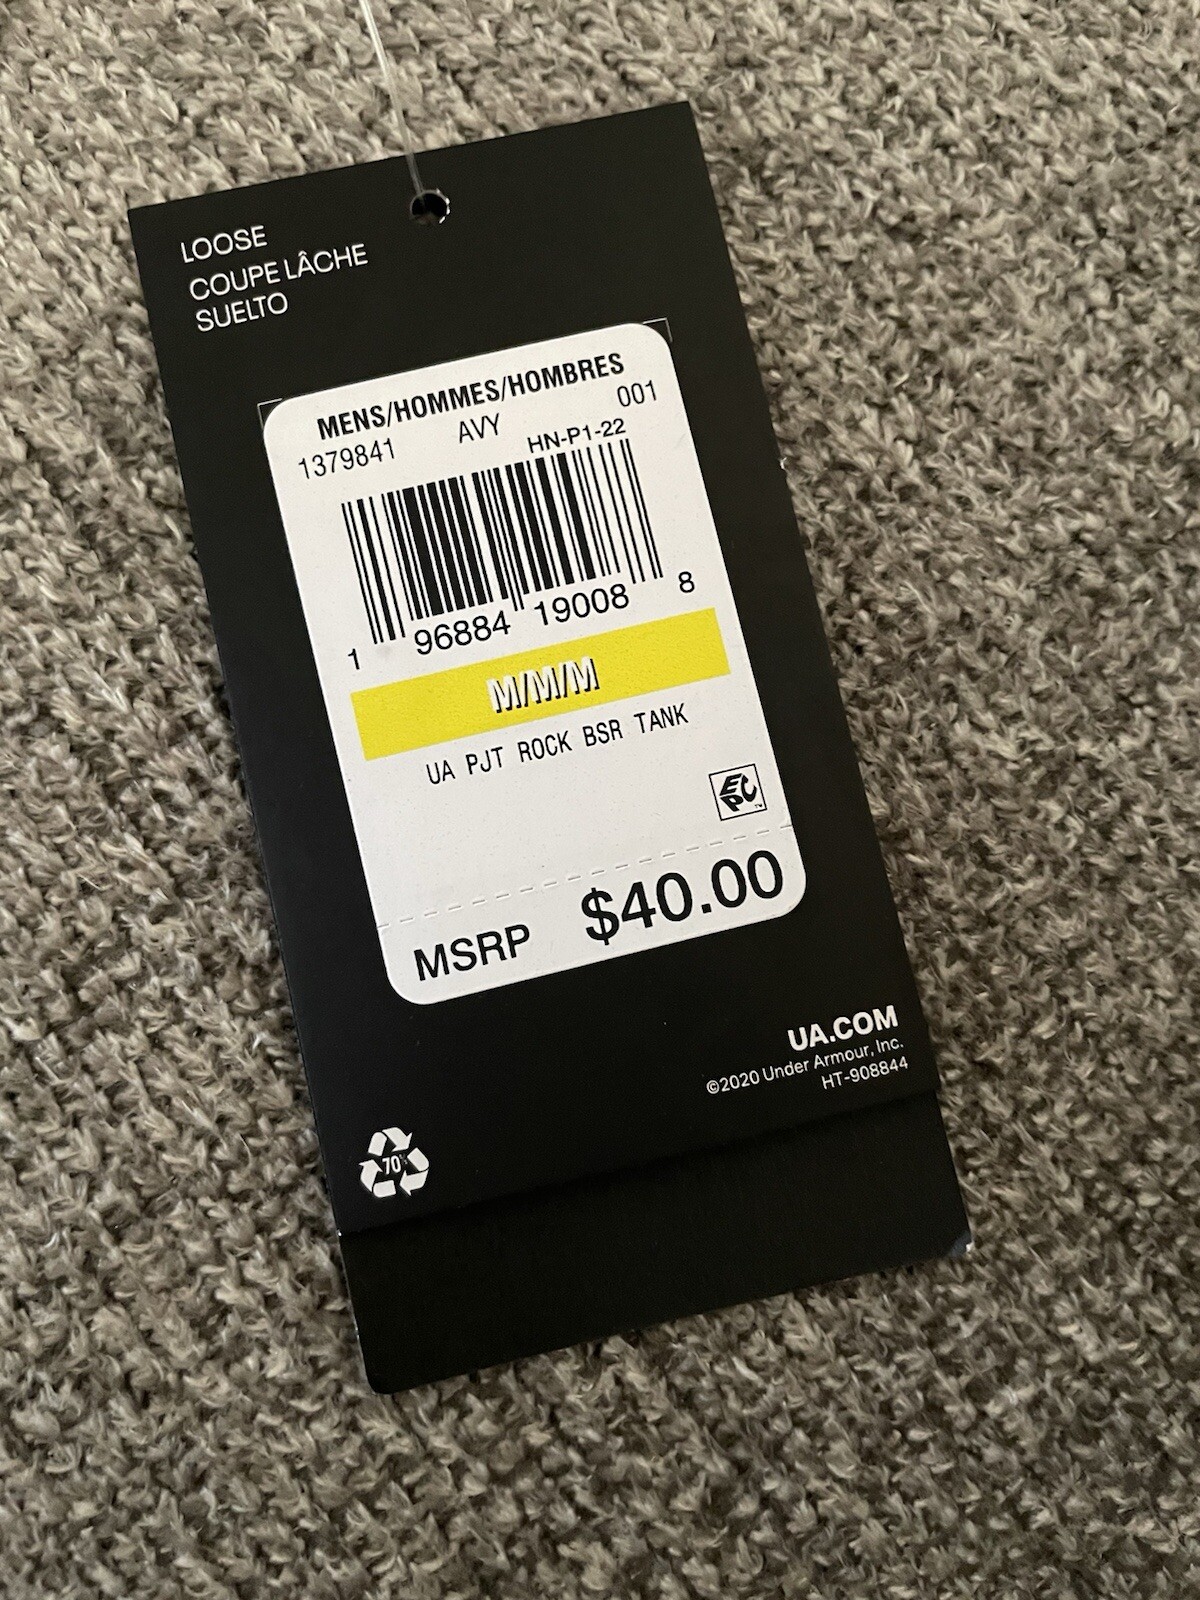 LOOSE
COUPE LÂCHE
SUELTO
MENS/HOMMES/HOMBRES
1379841 AVY 001
HN-P1-22
1 96884 19008 8
M/M/M
UA PJT ROCK BSR TANK
EPC™
MSRP $40.00
UA.COM
©2020 Under Armour, Inc.
HT-908844
70%